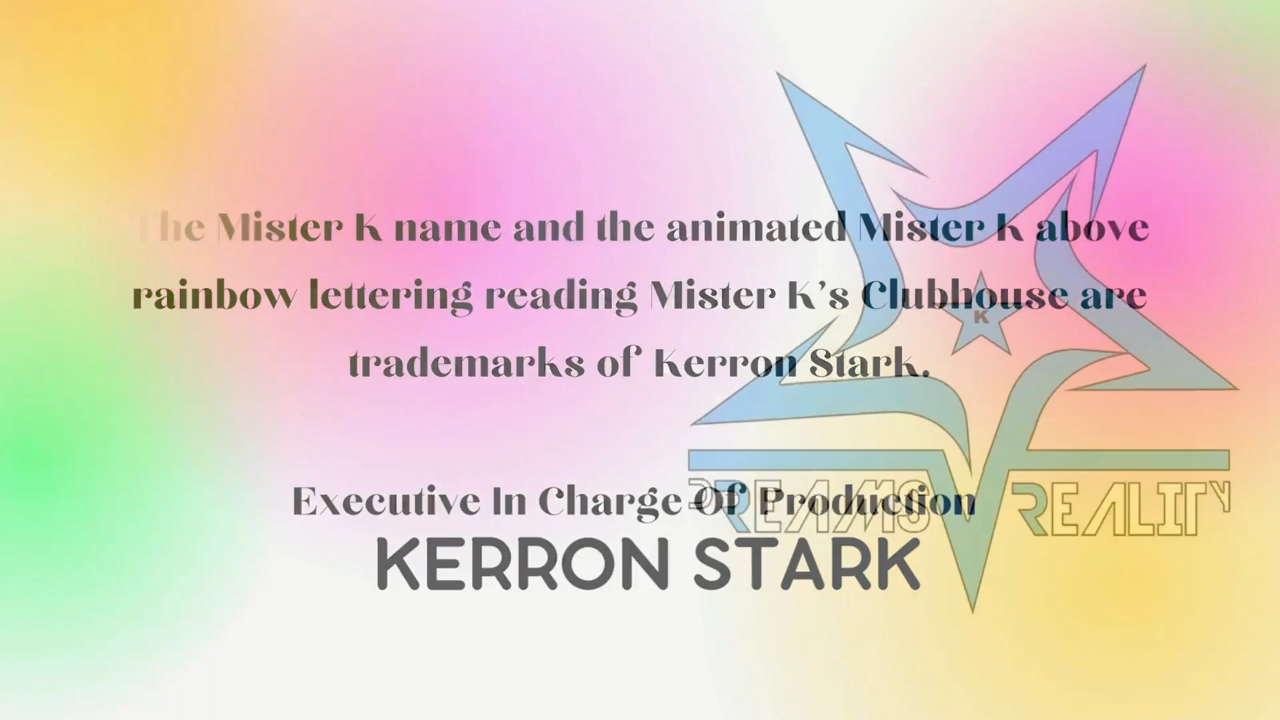 The Mister K name and the animated Mister K above
rainbow lettering reading Mister K's Clubhouse are
trademarks of Kerron Stark.
K
Executive In Charge Of Production
DREAMS REALITY
KERRON STARK